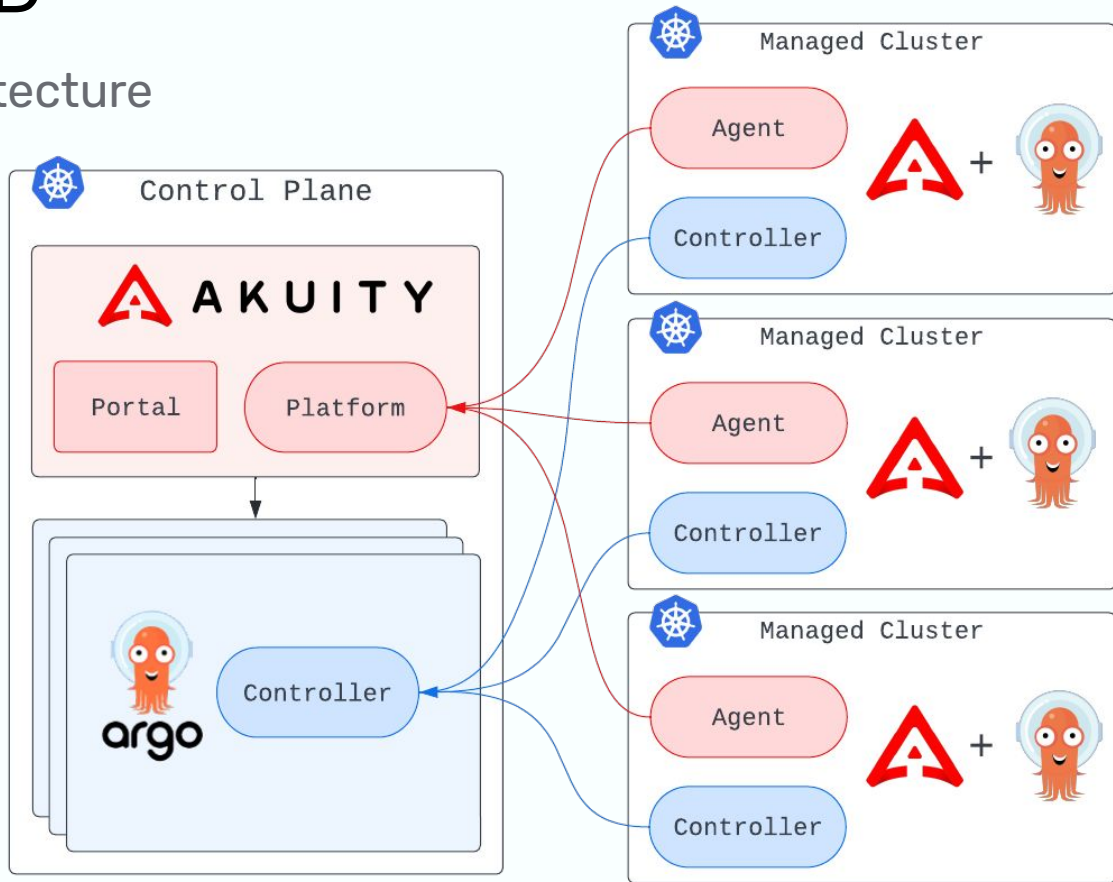 tecture
Control Plane
AKUITY
Portal
Platform
argo
Controller
Managed Cluster
Agent
+
Controller
Managed Cluster
Agent
+
Controller
Managed Cluster
Agent
+
Controller